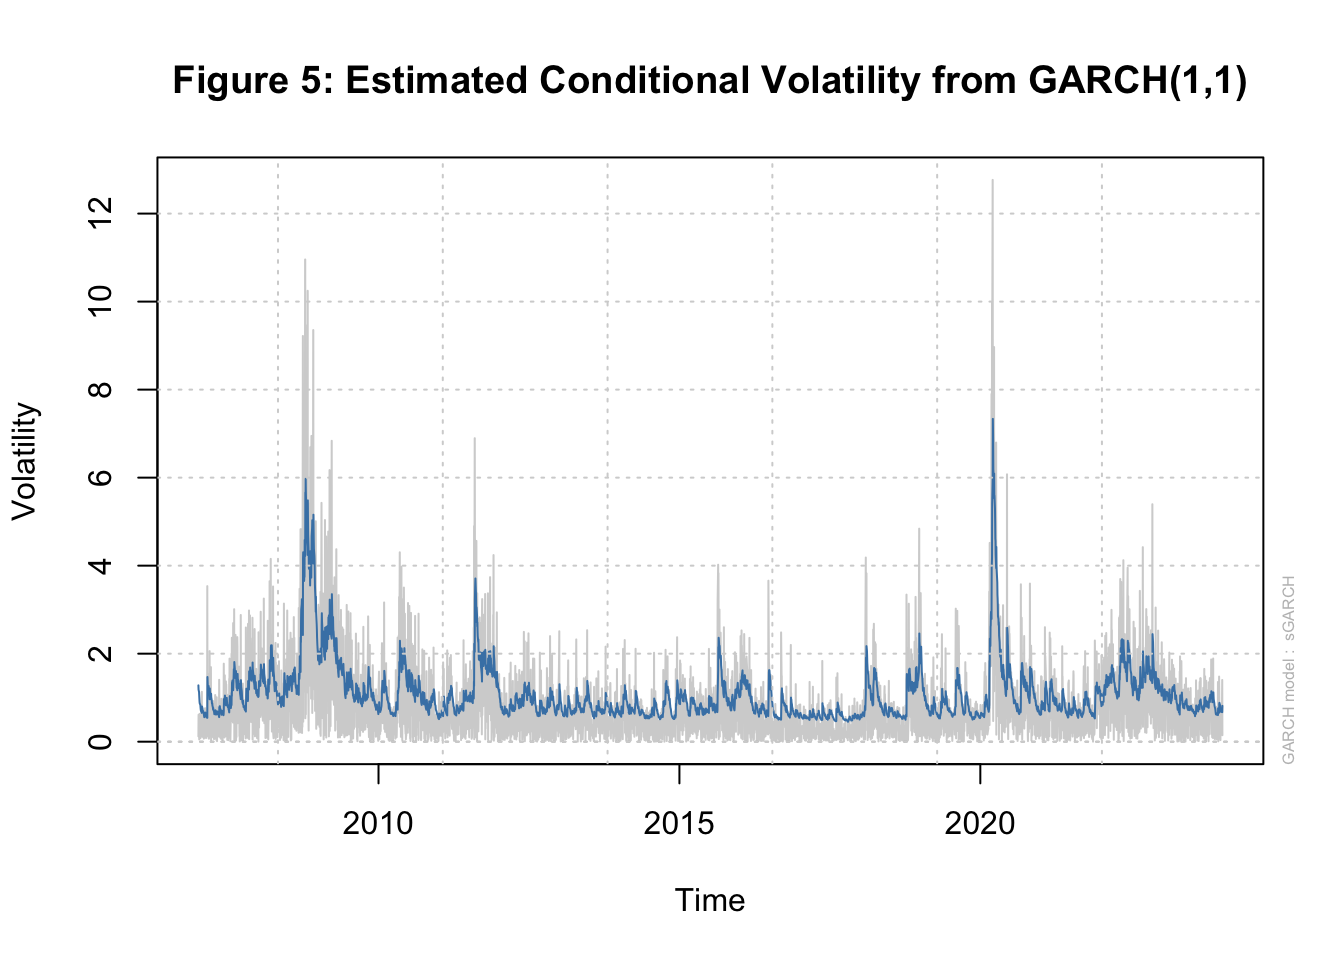 Figure 5: Estimated Conditional Volatility from GARCH(1,1)
Volatility
12
10
8
6
4
2
0
2010 2015 2020
Time
GARCH model : sGARCH